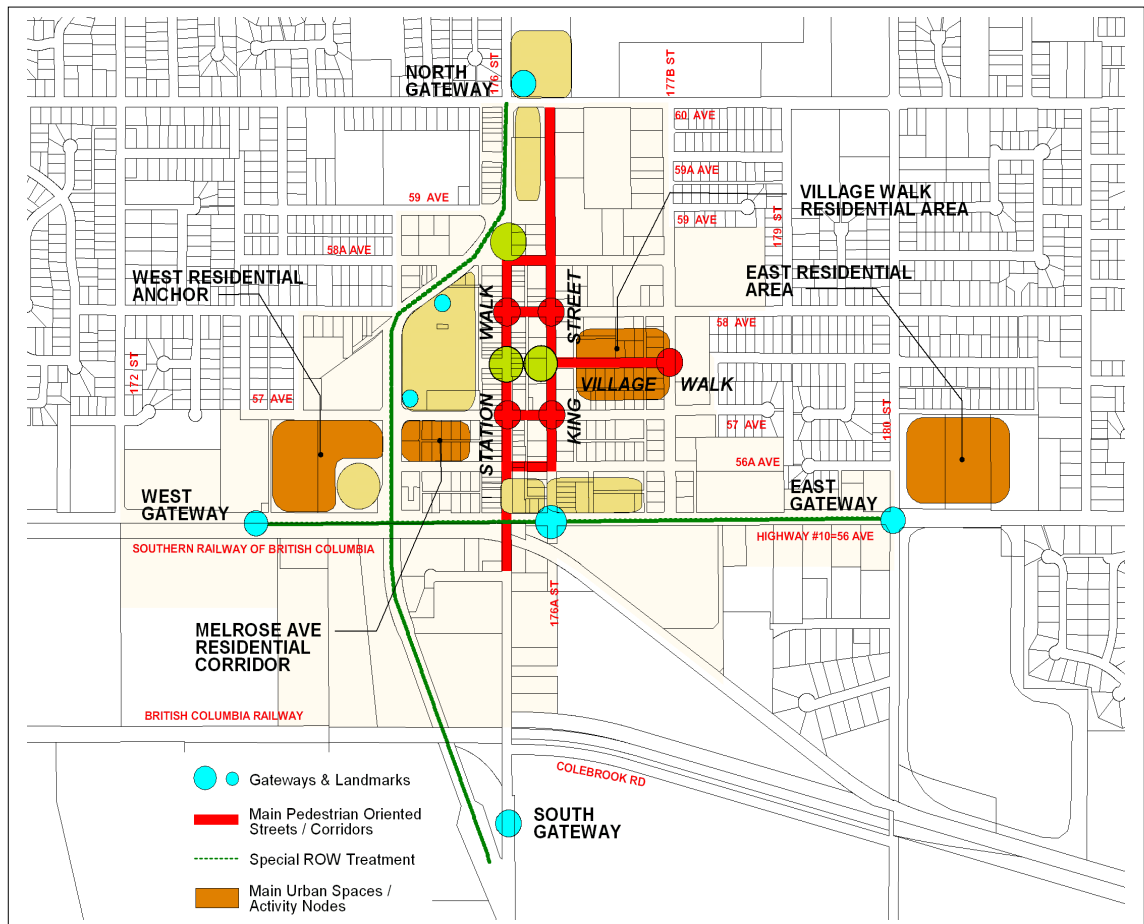 NORTH
GATEWAY
176 ST
177B ST
60 AVE
59A AVE
59 AVE
59 AVE
179 ST
58A AVE
VILLAGE WALK
RESIDENTIAL AREA
WEST RESIDENTIAL
ANCHOR
EAST RESIDENTIAL
AREA
WALK
STREET
58 AVE
172 ST
VILLAGE WALK
57 AVE
STATION
KING
57 AVE
180 ST
56A AVE
WEST
GATEWAY
EAST
GATEWAY
SOUTHERN RAILWAY OF BRITISH COLUMBIA
HIGHWAY #10=56 AVE
176A ST
MELROSE AVE
RESIDENTIAL
CORRIDOR
BRITISH COLUMBIA RAILWAY
COLEBROOK RD
SOUTH
GATEWAY
Gateways & Landmarks
Main Pedestrian Oriented
Streets / Corridors
Special ROW Treatment
Main Urban Spaces /
Activity Nodes